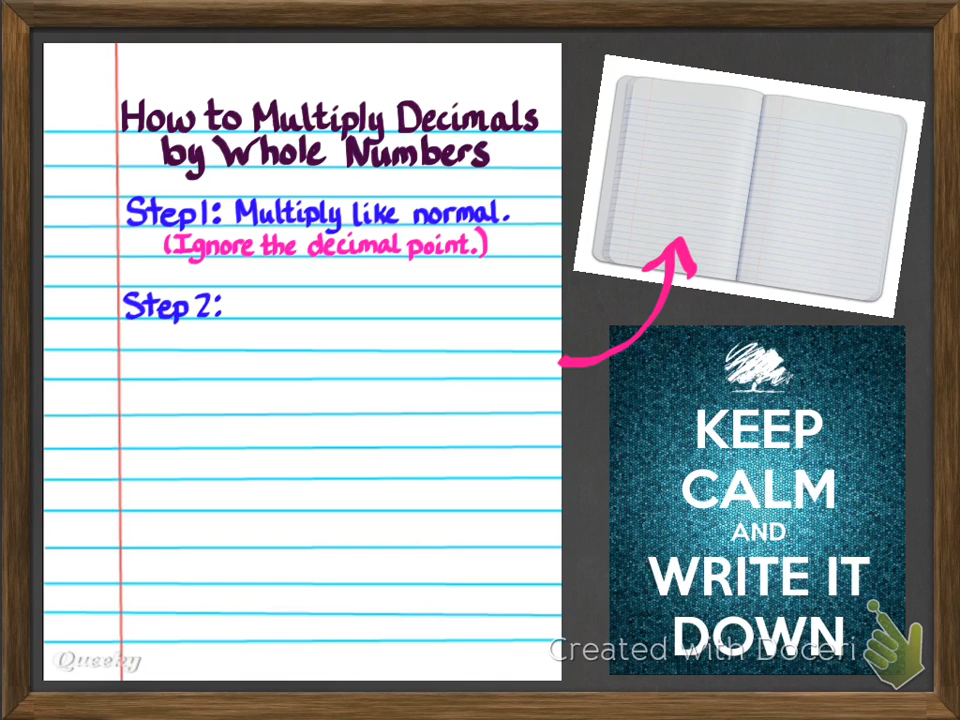 How to Multiply Decimals
by Whole Numbers
Step 1: Multiply like normal.
(Ignore the decimal point.)
Step 2:
KEEP
CALM
AND
WRITE IT
DOWN
Created with Doceri
Queeky